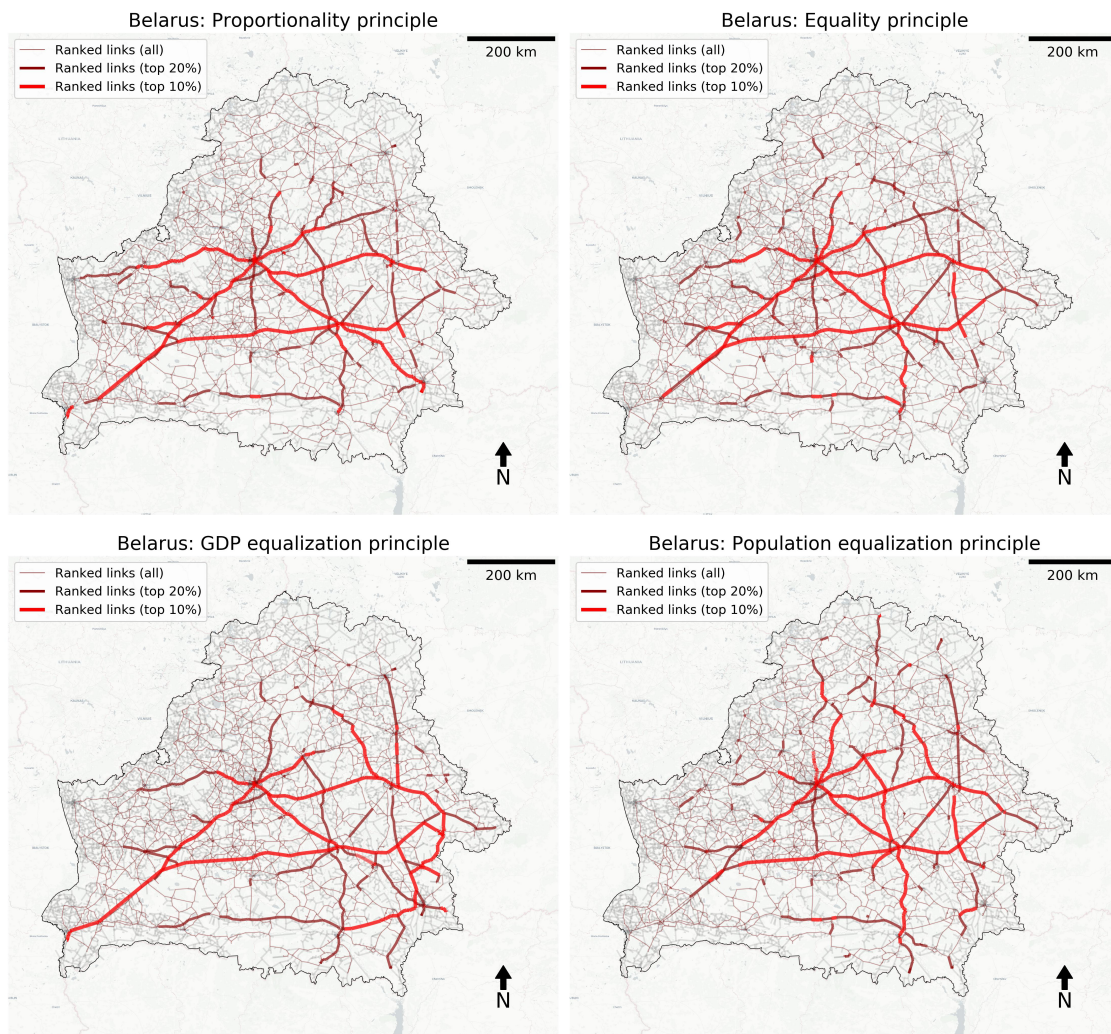 Belarus: Proportionality principle
Ranked links (all)
Ranked links (top 20%)
Ranked links (top 10%)
200 km
N
Belarus: Equality principle
Ranked links (all)
Ranked links (top 20%)
Ranked links (top 10%)
200 km
N
Belarus: GDP equalization principle
Ranked links (all)
Ranked links (top 20%)
Ranked links (top 10%)
200 km
N
Belarus: Population equalization principle
Ranked links (all)
Ranked links (top 20%)
Ranked links (top 10%)
200 km
N